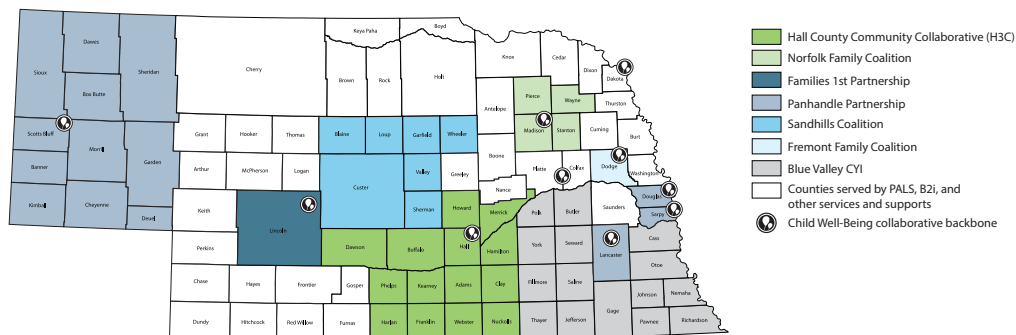 Hall County Community Collaborative (H3C)
Norfolk Family Coalition
Families 1st Partnership
Panhandle Partnership
Sandhills Coalition
Fremont Family Coalition
Blue Valley CYI
Counties served by PALS, B2i, and
other services and supports
Child Well-Being collaborative backbone
Sioux
Dawes
Sheridan
Box Butte
Scotts Bluff
Morrill
Garden
Banner
Kimball
Cheyenne
Deuel
Cherry
Keya Paha
Boyd
Brown
Rock
Holt
Knox
Cedar
Dixon
Dakota
Antelope
Pierce
Wayne
Thurston
Grant
Hooker
Thomas
Blaine
Loup
Garfield
Wheeler
Madison
Stanton
Cuming
Burt
Arthur
McPherson
Logan
Custer
Valley
Greeley
Boone
Platte
Colfax
Dodge
Washington
Nance
Keith
Lincoln
Sherman
Howard
Merrick
Polk
Butler
Saunders
Douglas
Sarpy
Perkins
Dawson
Buffalo
Hall
Hamilton
York
Seward
Lancaster
Cass
Otoe
Chase
Hayes
Frontier
Gosper
Phelps
Kearney
Adams
Clay
Fillmore
Saline
Gage
Johnson
Nemaha
Dundy
Hitchcock
Red Willow
Furnas
Harlan
Franklin
Webster
Nuckolls
Thayer
Jefferson
Pawnee
Richardson